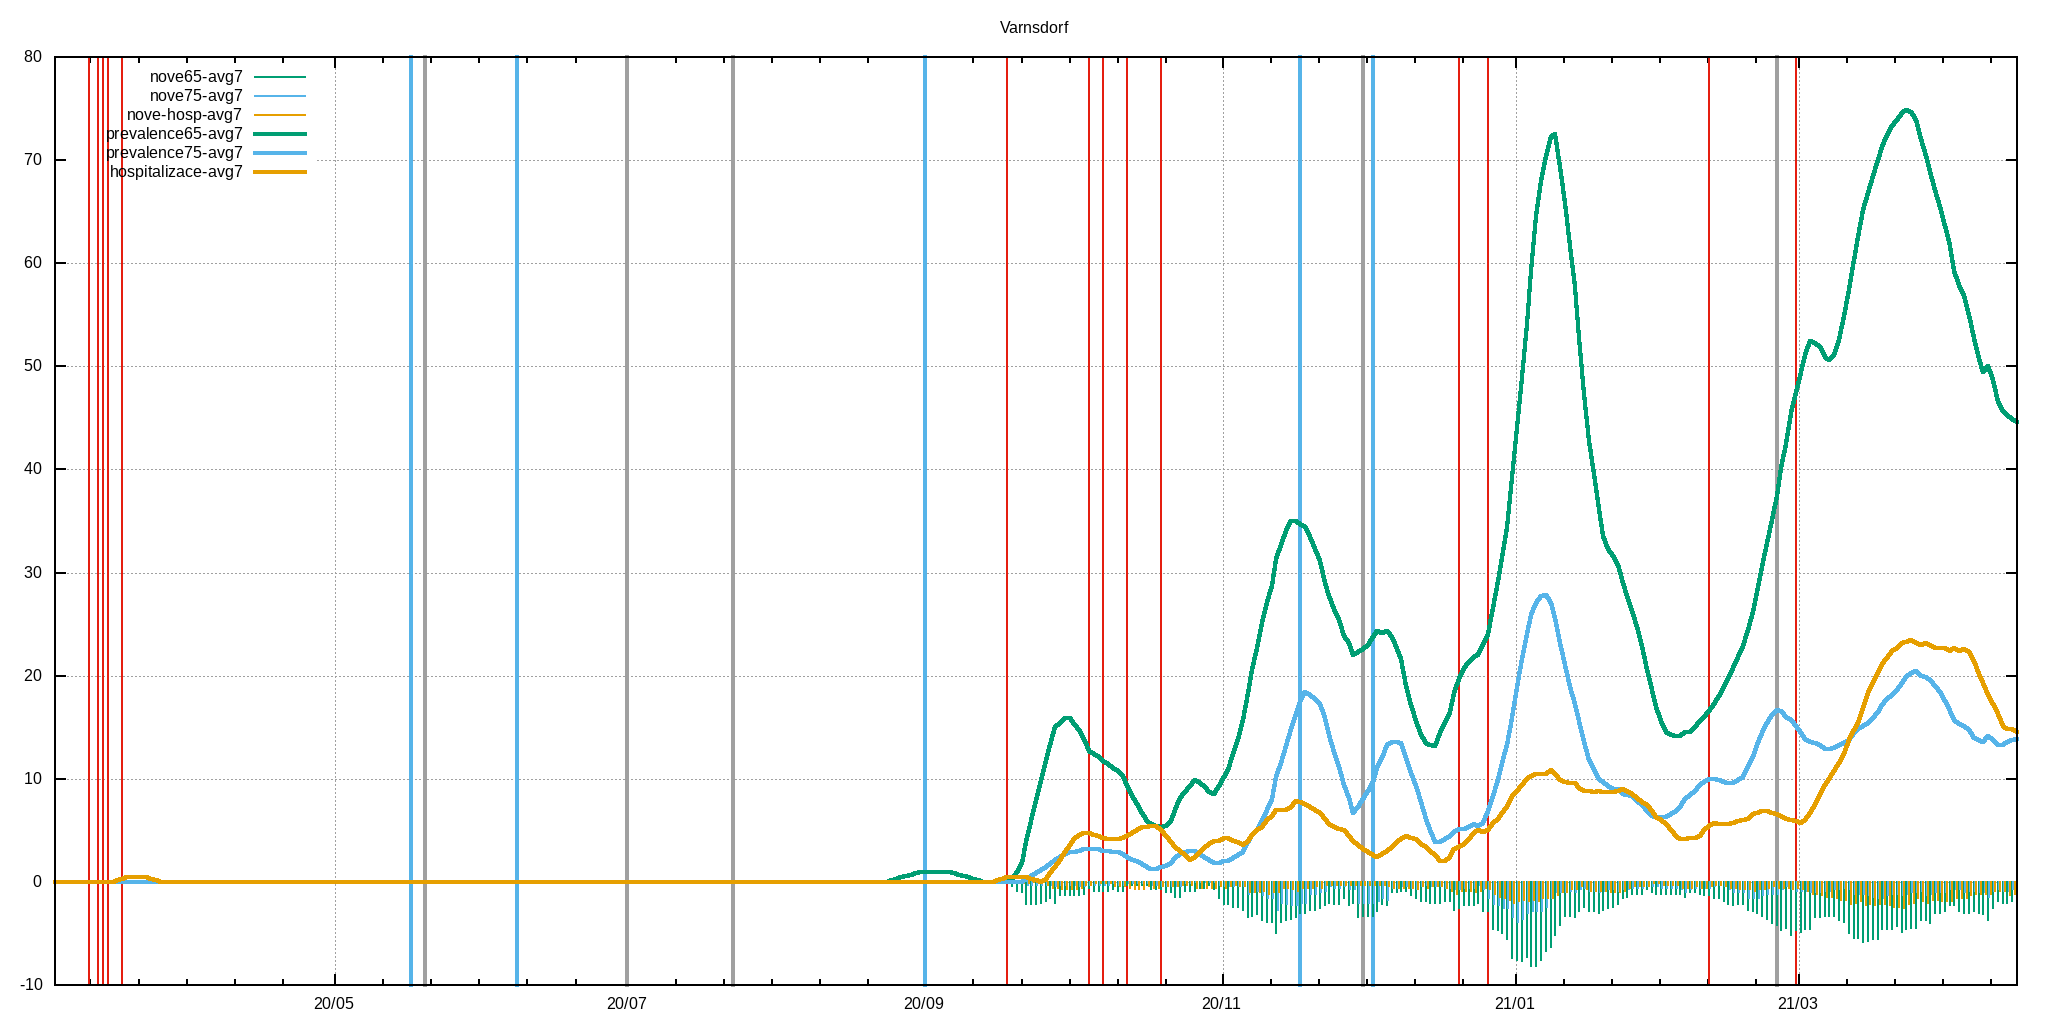 Varnsdorf
80
nove65-avg7
nove75-avg7
nove-hosp-avg7
prevalence65-avg7
prevalence75-avg7
hospitalizace-avg7
70
60
50
40
30
20
10
0
-10
20/05 20/07 20/09 20/11 21/01 21/03